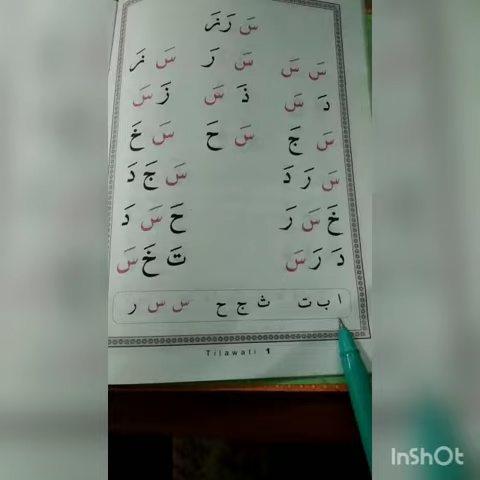 سَ رَ زَ
سَ سَ سَ رَ سَ زَ
دَ سَ ذَ سَ زَ سَ
سَ جَ سَ حَ سَ خَ
سَ رَ دَ سَ جَ دَ
خَ سَ رَ حَ سَ دَ
دَ رَ سَ تَ خَ سَ
ا ب ت ث ج ح س س ر
Tilawati 1
InShOt